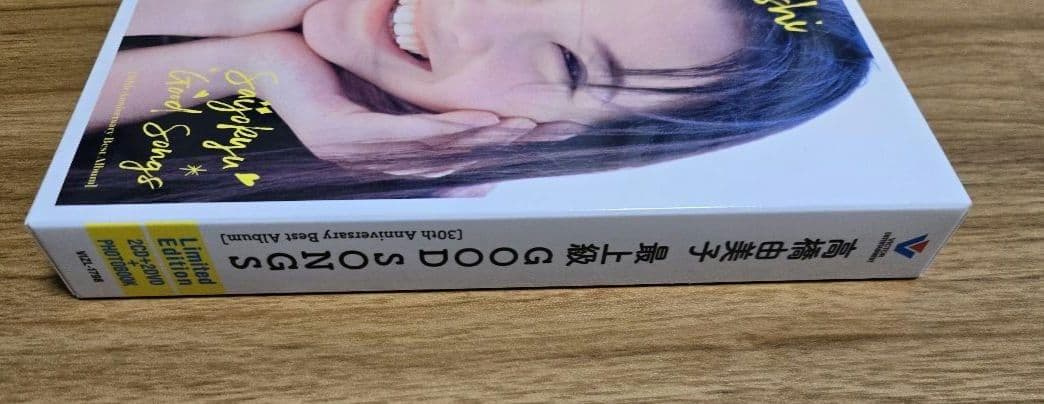 Saijokyu
Good Songs
[30th Anniversary Best Album]
高橋由美子 最上級 GOOD SONGS
[30th Anniversary Best Album]
Limited
Edition
2CD+2DVD
+
PHOTOBOOK